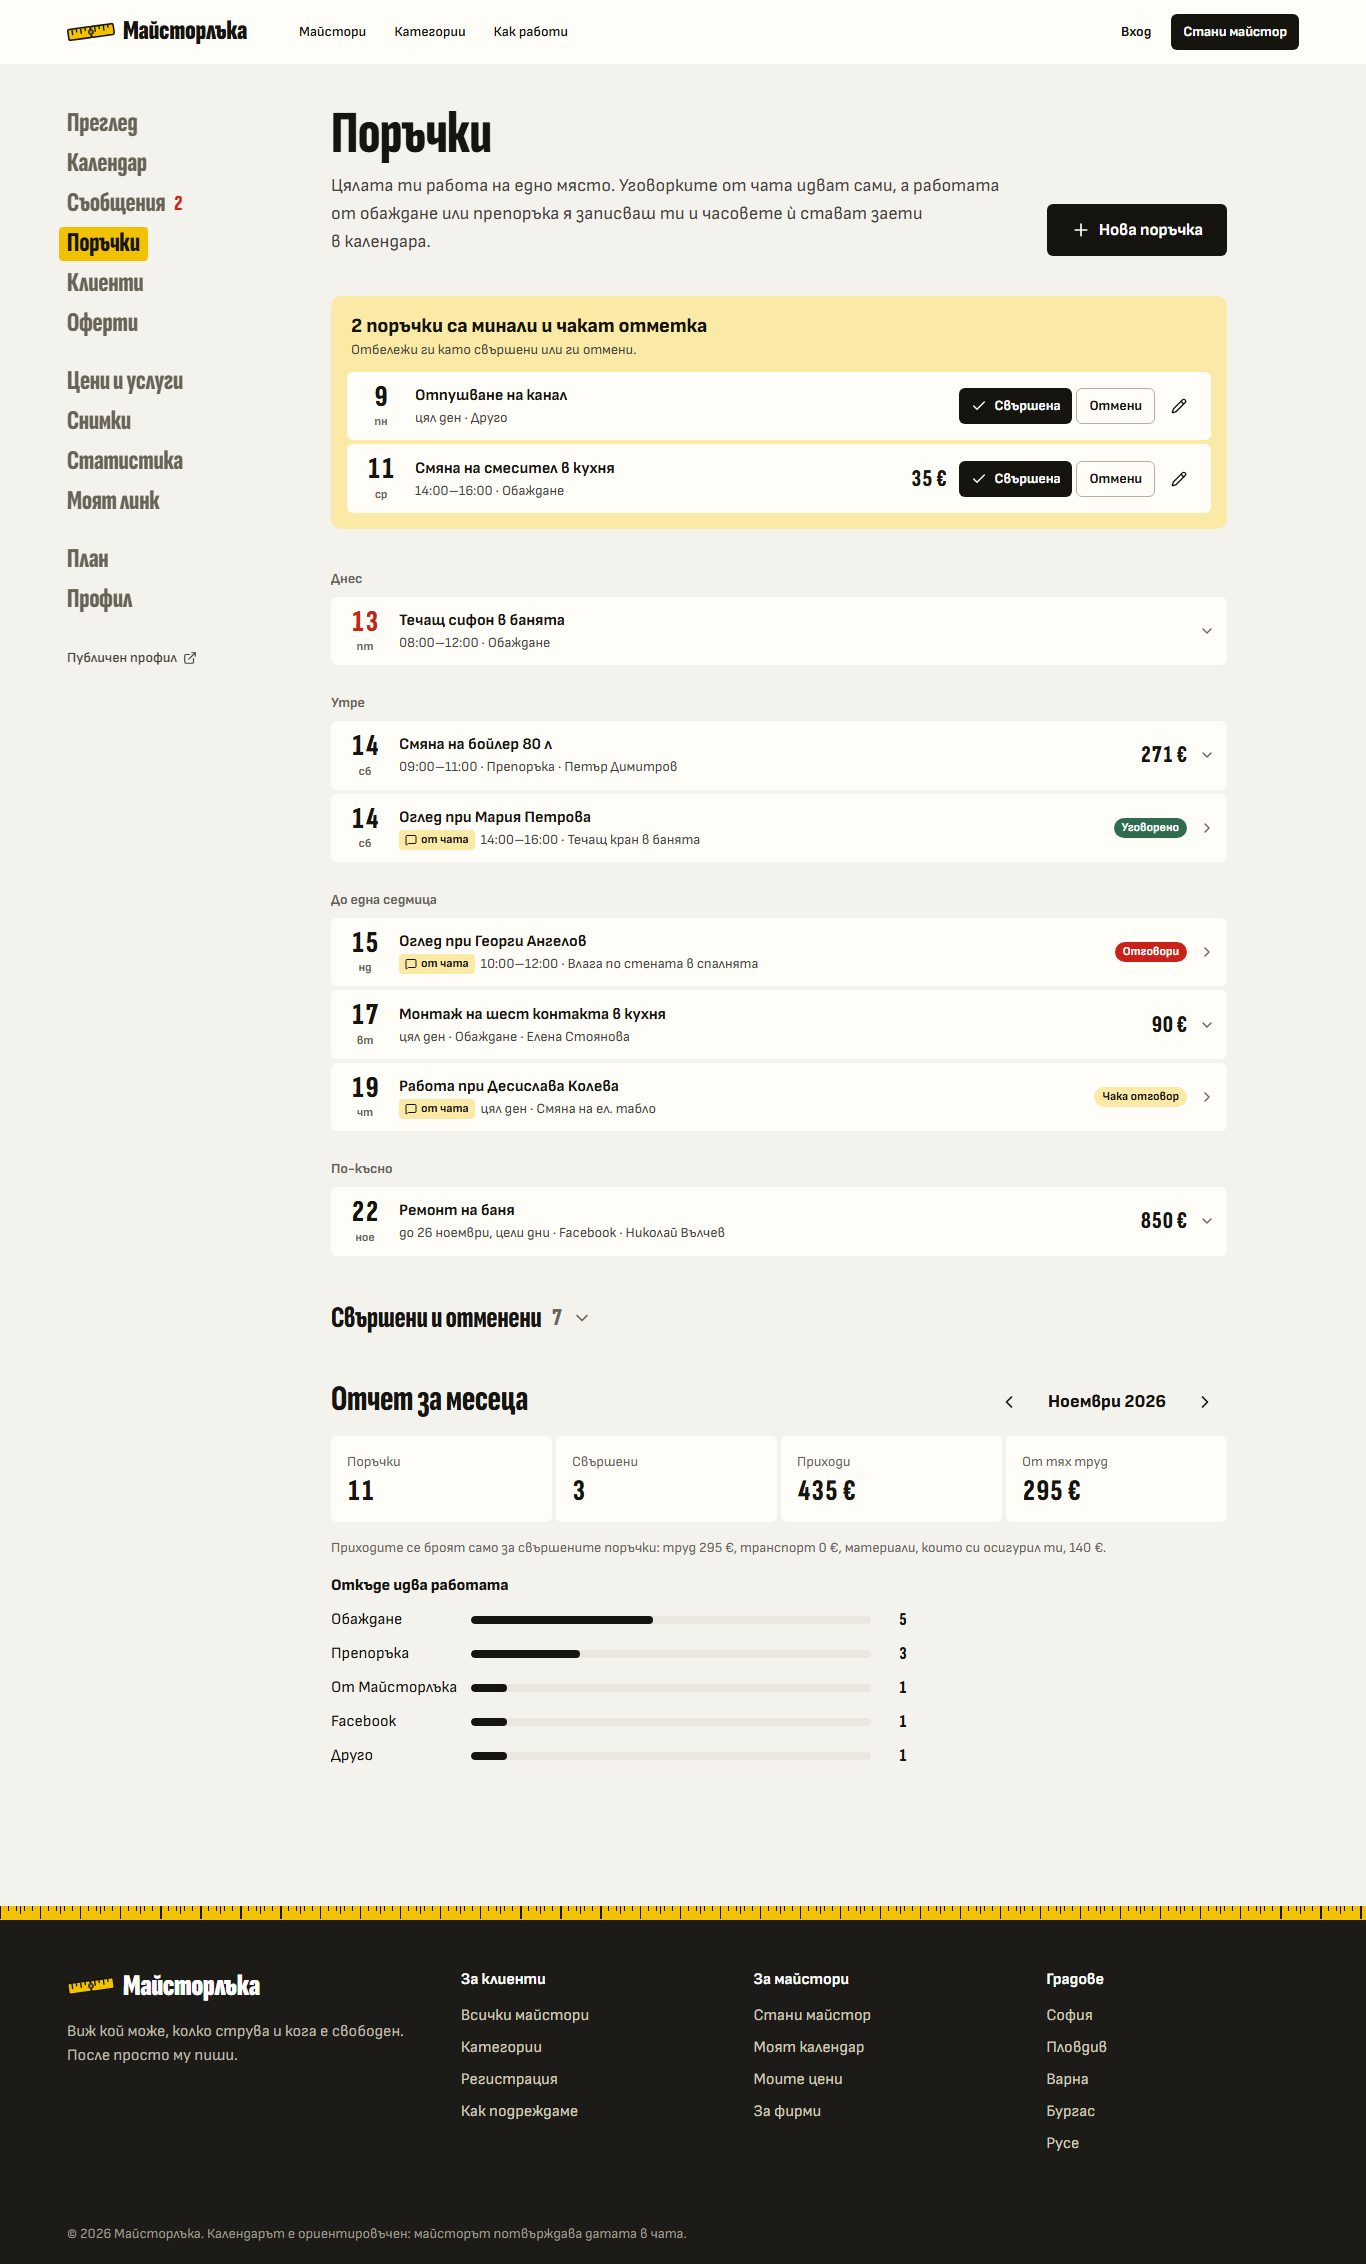 Майсторлъка
Майстори
Категории
Как работи
Вход
Стани майстор
Преглед
Календар
Съобщения 2
Поръчки
Клиенти
Оферти
Цени и услуги
Снимки
Статистика
Моят линк
План
Профил
Публичен профил
Поръчки
Цялата ти работа на едно място. Уговорките от чата идват сами, а работата
от обаждане или препоръка я записваш ти и часовете ѝ стават заети
в календара.
Нова поръчка
2 поръчки са минали и чакат отметка
Отбележи ги като свършени или ги отмени.
9
пн
Отпушване на канал
цял ден · Друго
Свършена
Отмени
11
ср
Смяна на смесител в кухня
14:00–16:00 · Обаждане
35 €
Свършена
Отмени
Днес
13
пт
Течащ сифон в банята
08:00–12:00 · Обаждане
Утре
14
сб
Смяна на бойлер 80 л
09:00–11:00 · Препоръка · Петър Димитров
271 €
14
сб
Оглед при Мария Петрова
от чата 14:00–16:00 · Течащ кран в банята
Уговорено
До една седмица
15
нд
Оглед при Георги Ангелов
от чата 10:00–12:00 · Влага по стената в спалнята
Отговори
17
вт
Монтаж на шест контакта в кухня
цял ден · Обаждане · Елена Стоянова
90 €
19
чт
Работа при Десислава Колева
от чата цял ден · Смяна на ел. табло
Чака отговор
По-късно
22
ное
Ремонт на баня
до 26 ноември, цели дни · Facebook · Николай Вълчев
850 €
Свършени и отменени 7
Отчет за месеца
Ноември 2026
Поръчки
11
Свършени
3
Приходи
435 €
От тях труд
295 €
Приходите се броят само за свършените поръчки: труд 295 €, транспорт 0 €, материали, които си осигурил ти, 140 €.
Откъде идва работата
Обаждане 5
Препоръка 3
От Майсторлъка 1
Facebook 1
Друго 1
Майсторлъка
Виж кой може, колко струва и кога е свободен.
После просто му пиши.
За клиенти
Всички майстори
Категории
Регистрация
Как подреждаме
За майстори
Стани майстор
Моят календар
Моите цени
За фирми
Градове
София
Пловдив
Варна
Бургас
Русе
© 2026 Майсторлъка. Календарът е ориентировъчен: майсторът потвърждава датата в чата.